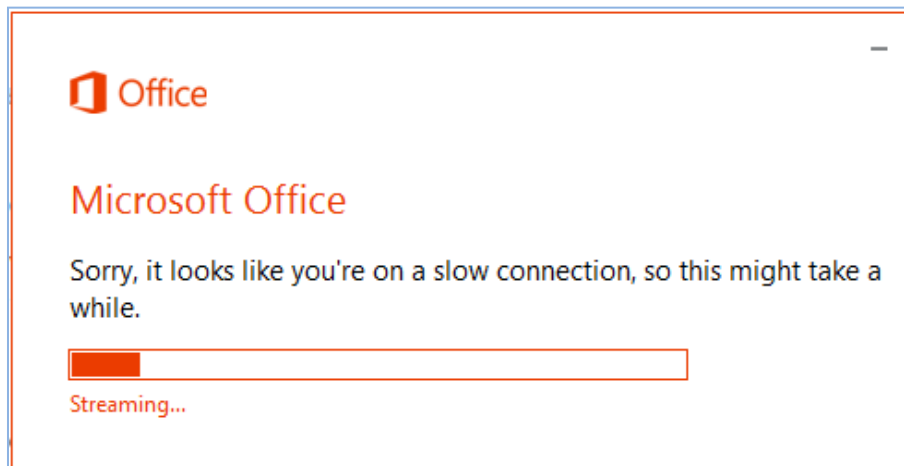 Office
Microsoft Office
Sorry, it looks like you're on a slow connection, so this might take a
while.
Streaming...